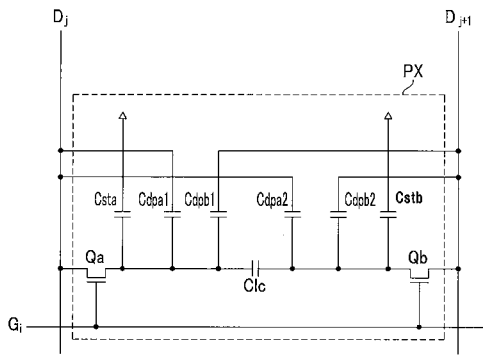 Dj Dj+1
PX
Csta Cdpa1 Cdpb1 Cdpa2 Cdpb2 Cstb
Qa Qb
Clc
Gi